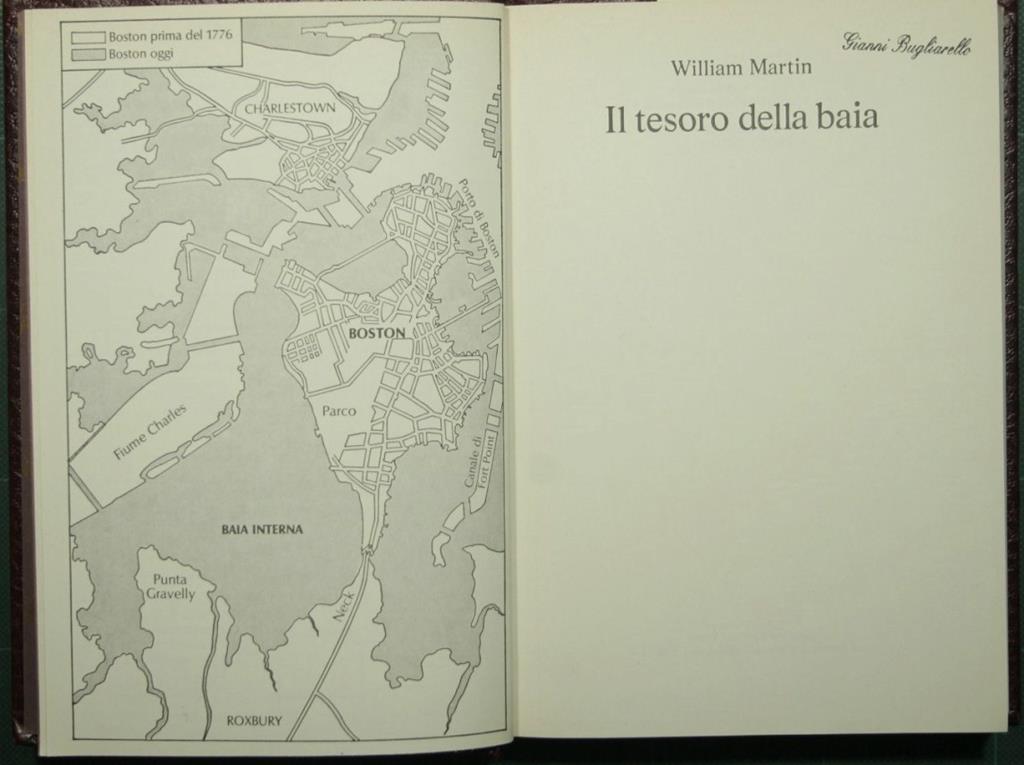 Boston prima del 1776
Boston oggi
CHARLESTOWN
Porto di Boston
BOSTON
Parco
Fiume Charles
Canale di
Fort Point
BAIA INTERNA
Punta
Gravelly
Neck
ROXBURY
Gianni Bugliarello
William Martin
Il tesoro della baia